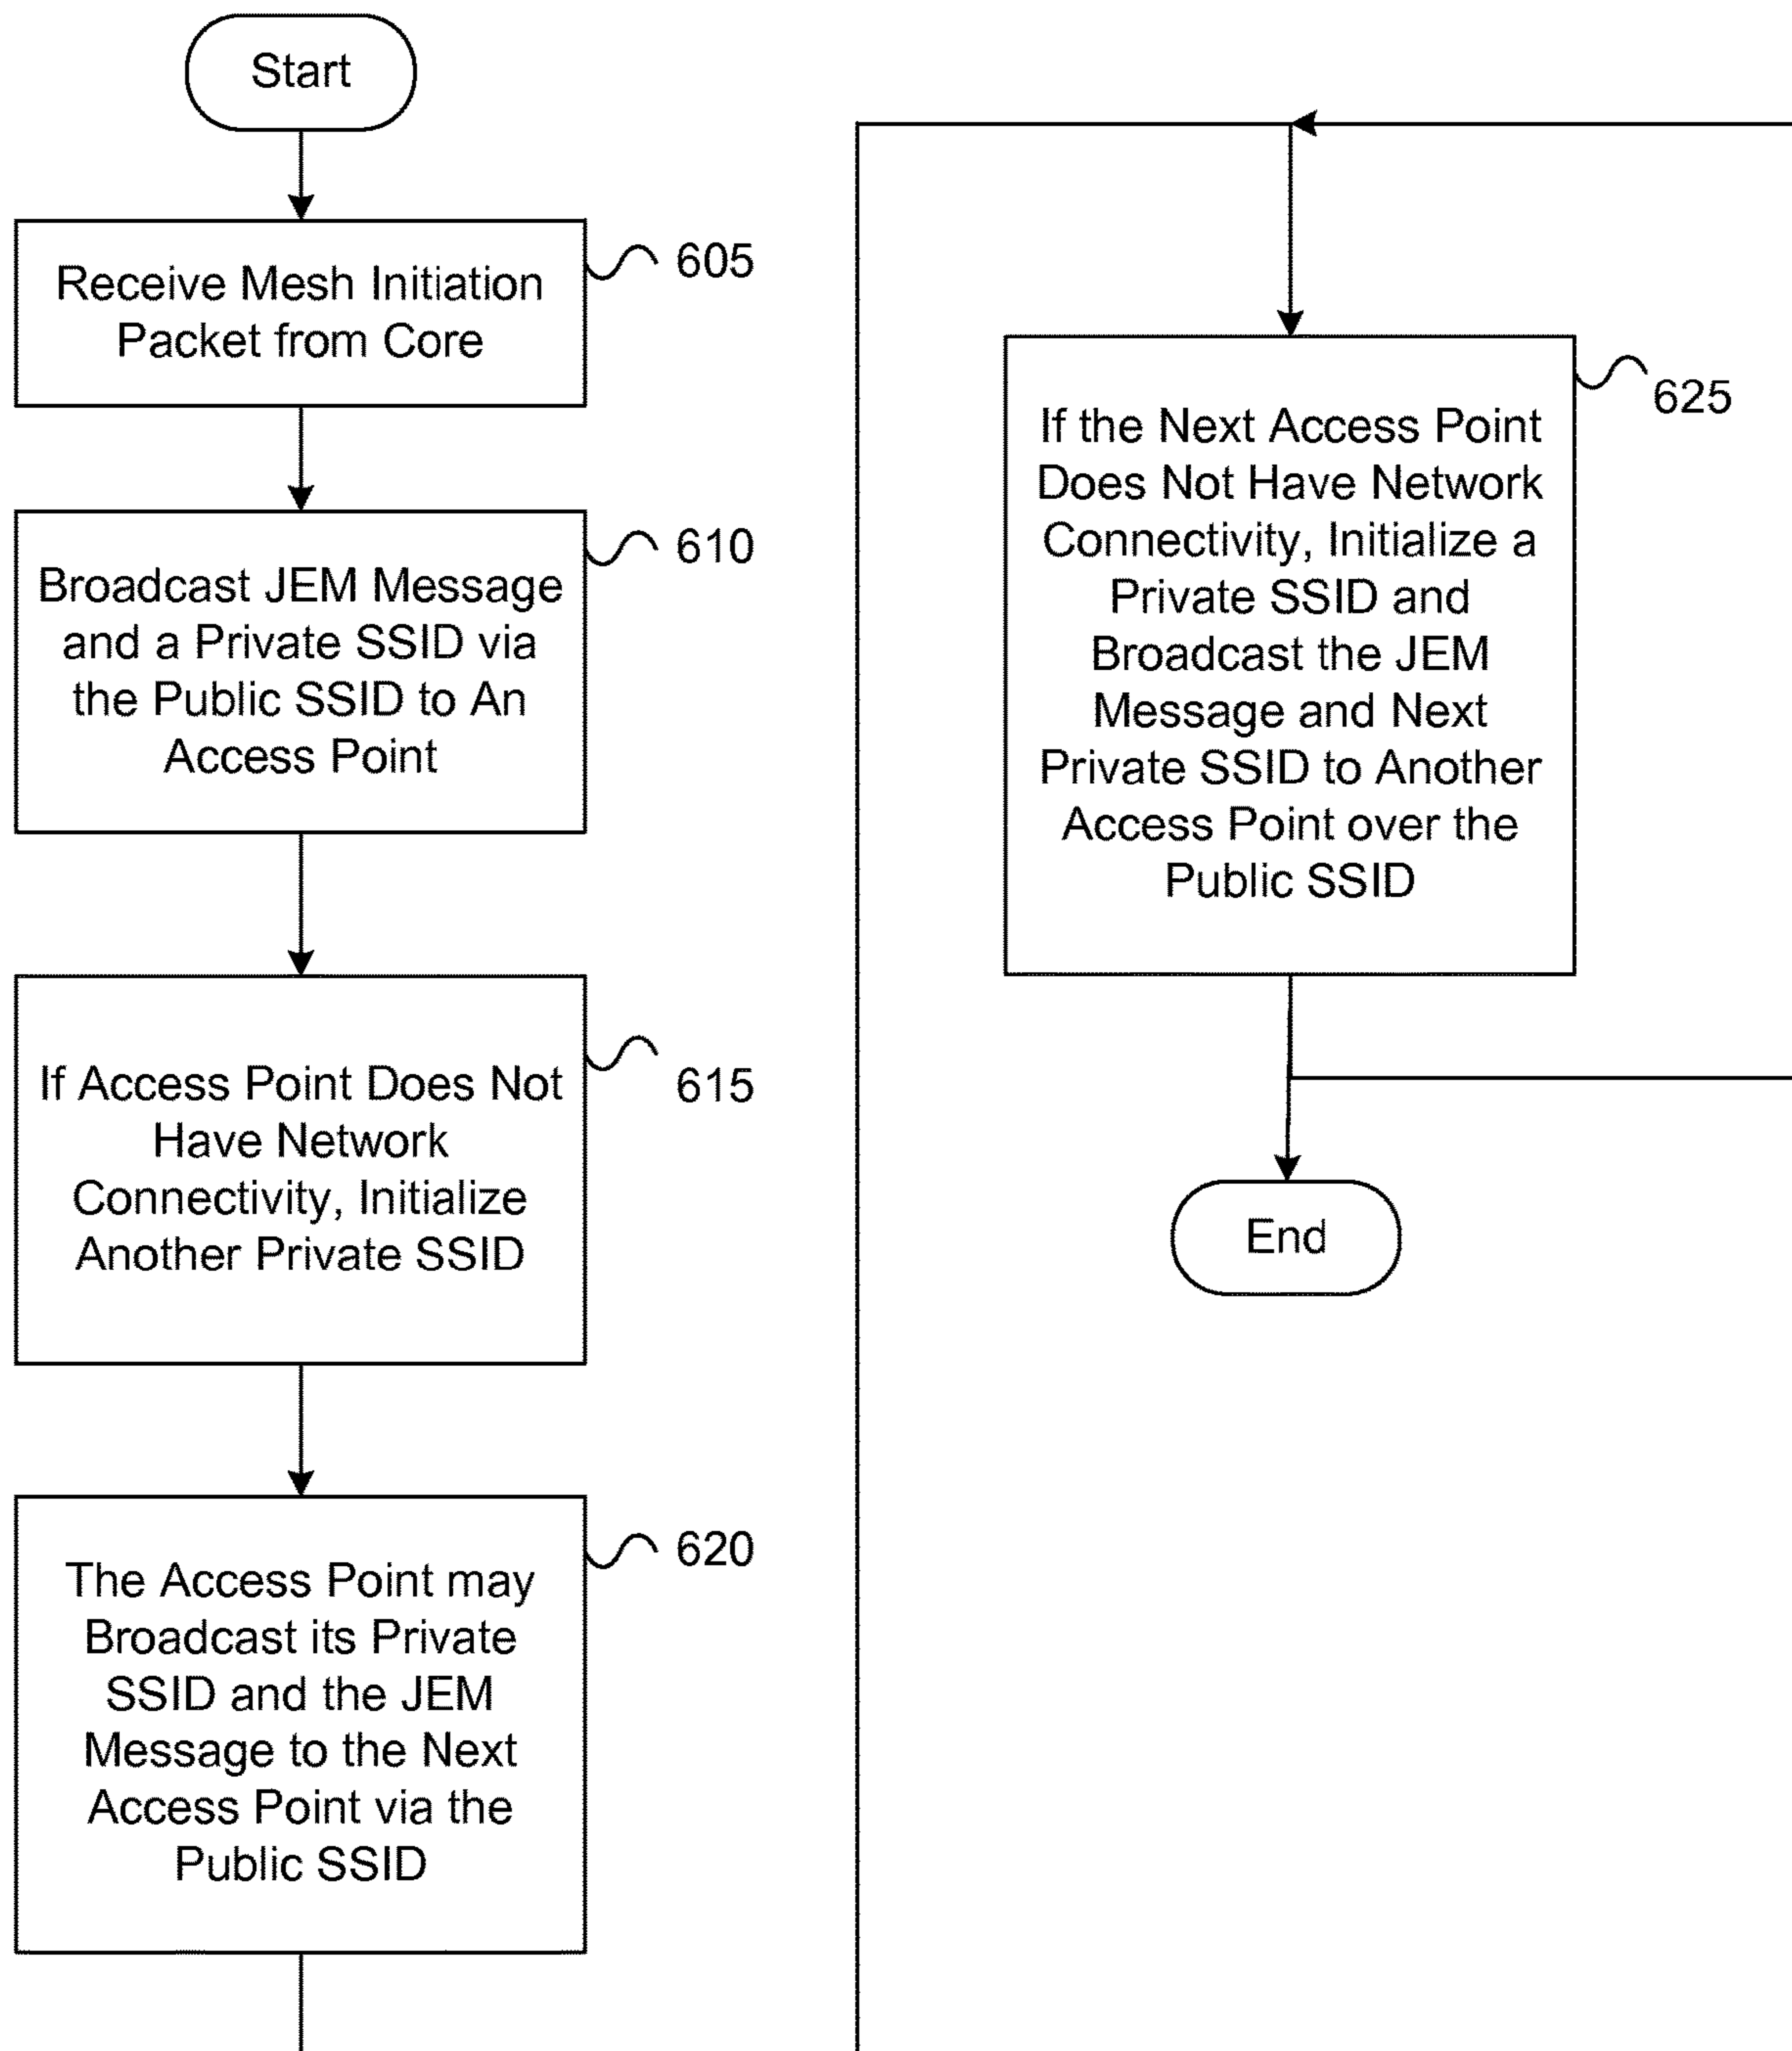 Start
Receive Mesh Initiation
Packet from Core
605
Broadcast JEM Message
and a Private SSID via
the Public SSID to An
Access Point
610
If Access Point Does Not
Have Network
Connectivity, Initialize
Another Private SSID
615
The Access Point may
Broadcast its Private
SSID and the JEM
Message to the Next
Access Point via the
Public SSID
620
If the Next Access Point
Does Not Have Network
Connectivity, Initialize a
Private SSID and
Broadcast the JEM
Message and Next
Private SSID to Another
Access Point over the
Public SSID
625
End